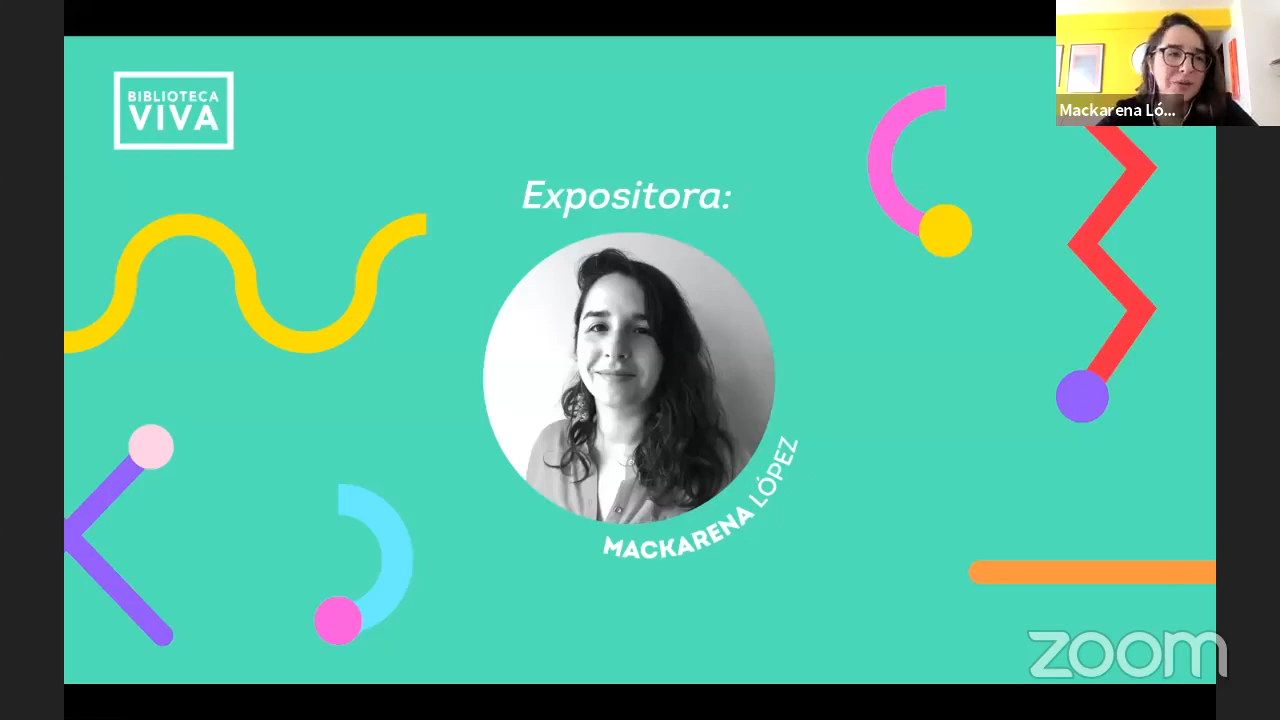 BIBLIOTECA
VIVA
Mackarena Ló...
Expositora:
MACKARENA LÓPEZ
zoom